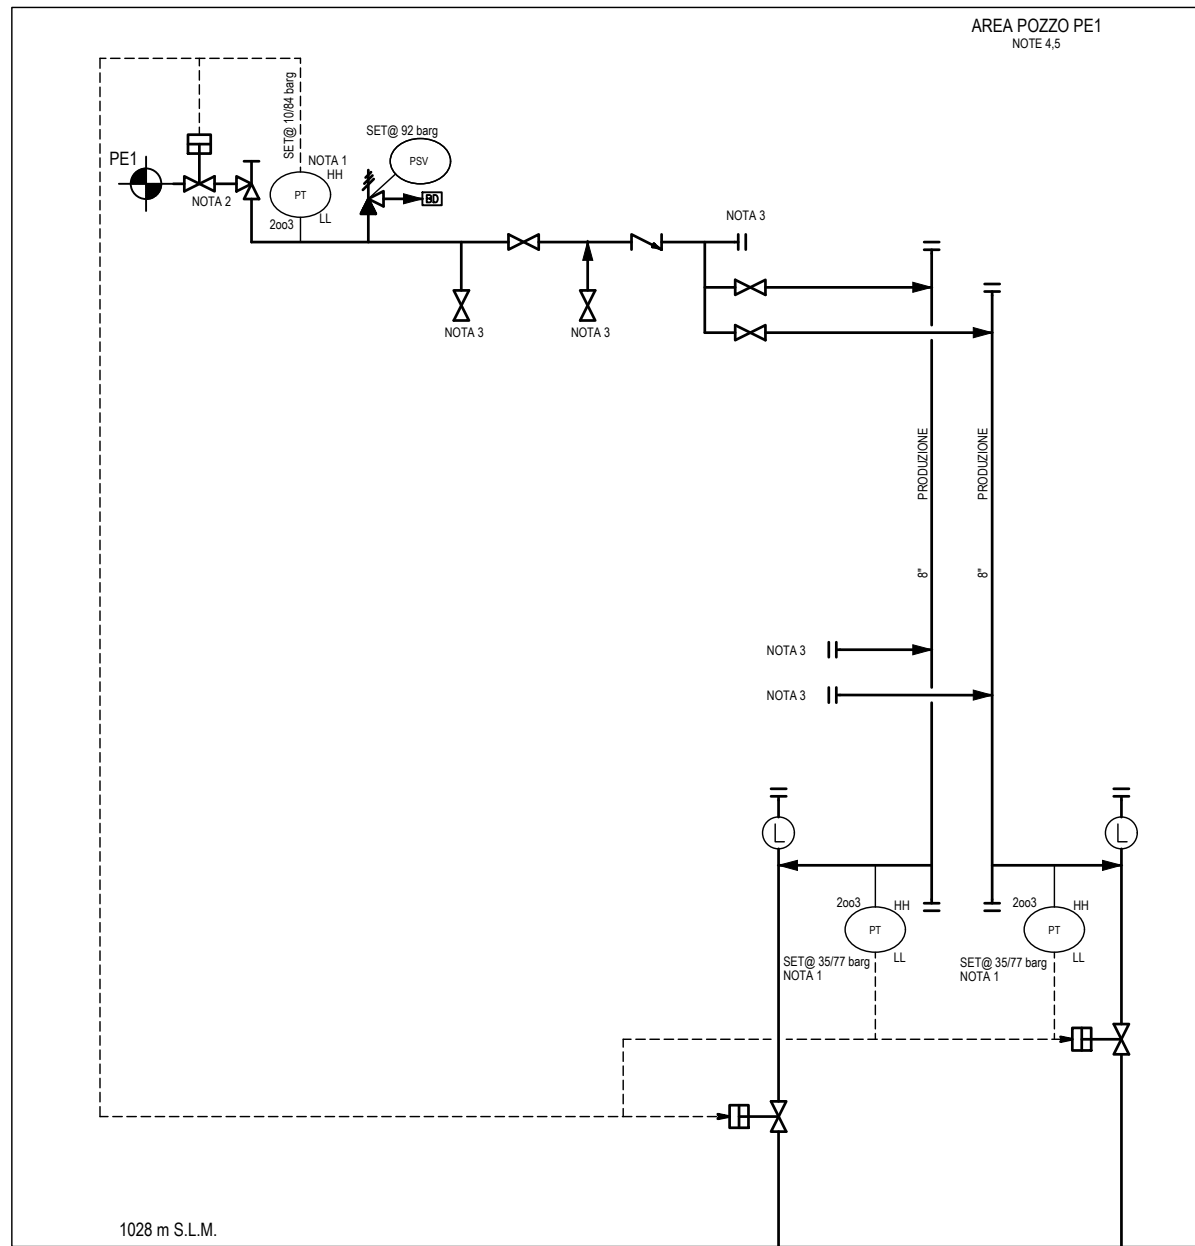 AREA POZZO PE1
NOTE 4,5
SET@ 10/84 barg
SET@ 92 barg
PE1
NOTA 1
HH
PSV
PT
NOTA 2
2oo3
LL
BD
NOTA 3
NOTA 3
NOTA 3
PRODUZIONE
PRODUZIONE
8"
8"
NOTA 3
NOTA 3
L
L
2oo3
HH
2oo3
HH
PT
PT
SET@ 35/77 barg
LL
NOTA 1
SET@ 35/77 barg
LL
NOTA 1
1028 m S.L.M.